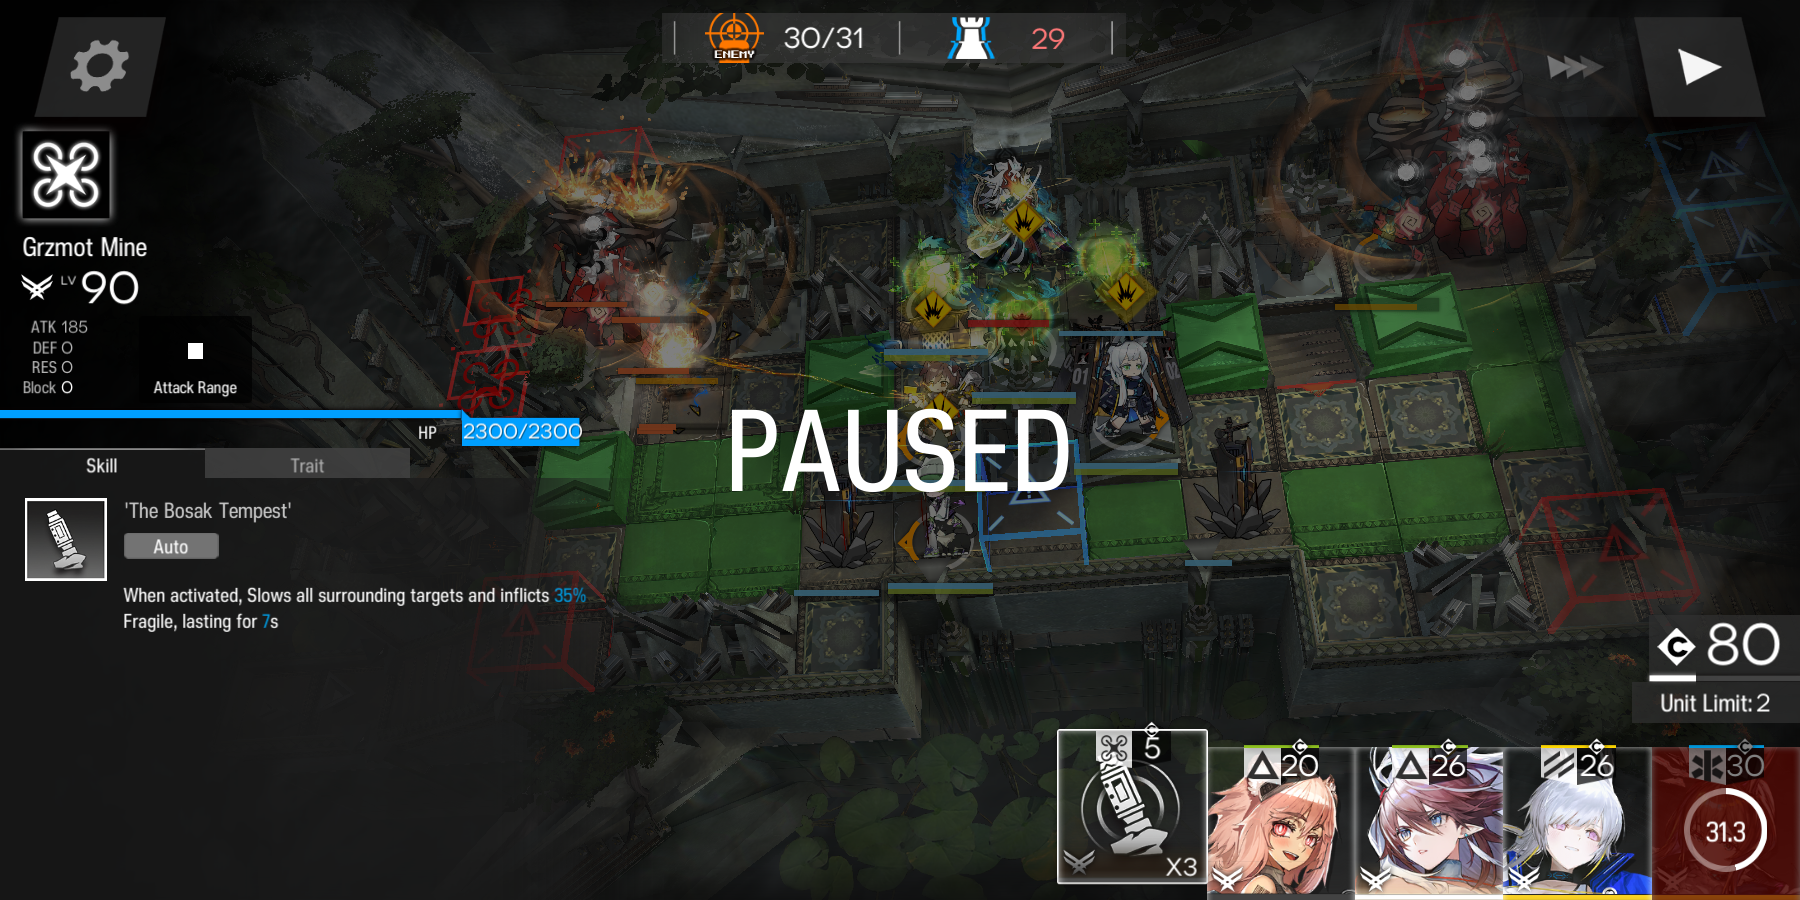 ENEMY
30/31
29
Grzmot Mine
LV 90
ATK 185
DEF 0
RES 0
Block 0
Attack Range
HP
2300/2300
Skill
Trait
'The Bosak Tempest'
Auto
When activated, Slows all surrounding targets and inflicts 35%
Fragile, lasting for 7s
PAUSED
01
C 80
Unit Limit: 2
5
X3
20
26
26
30
31.3